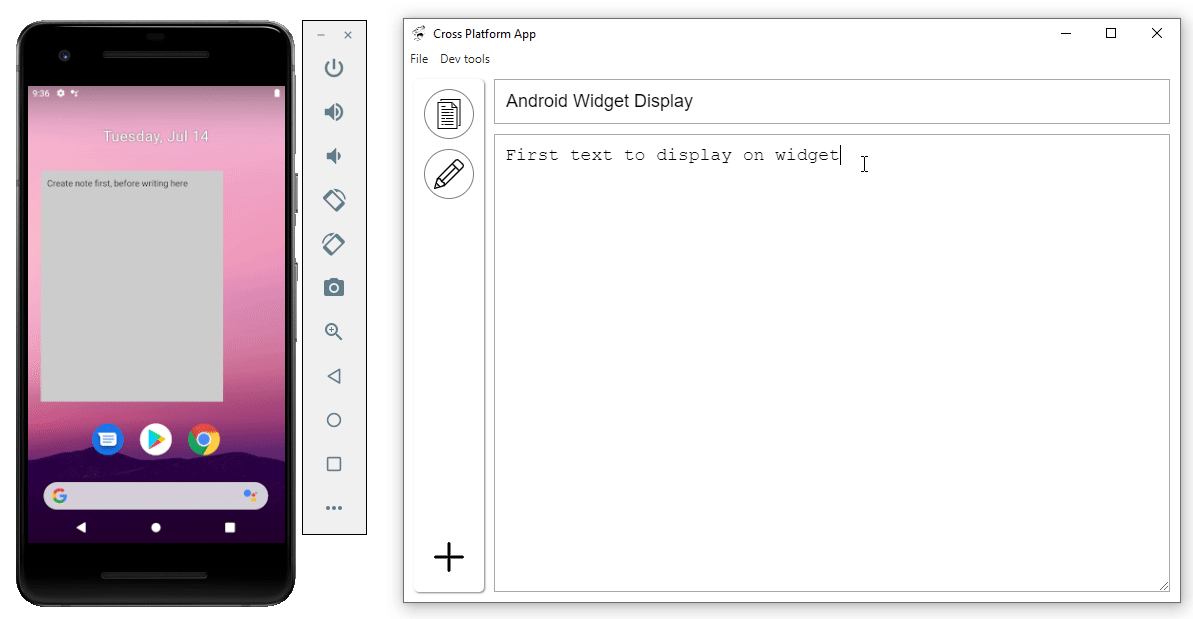 9:36
Tuesday, Jul 14
Create note first, before writing here
Cross Platform App
File Dev tools
Android Widget Display
First text to display on widget